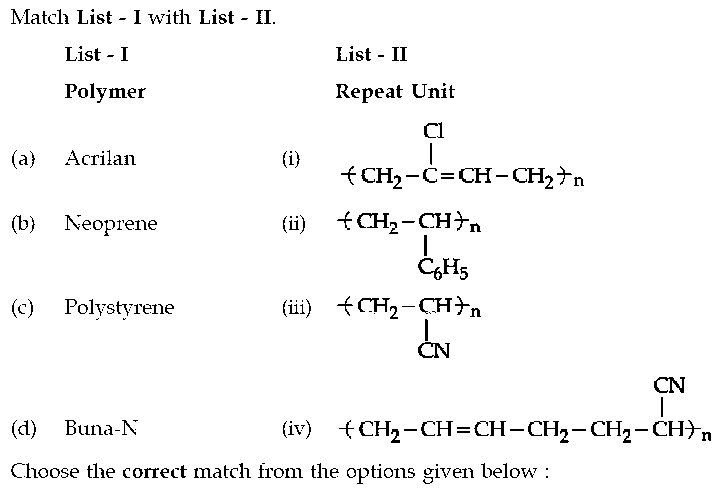 Match List - I with List - II.
List - I List - II
Polymer Repeat Unit
(a) Acrilan (i) -(CH₂-C(Cl)=CH-CH₂)-n
(b) Neoprene (ii) -(CH₂-CH(C₆H₅))-n
(c) Polystyrene (iii) -(CH₂-CH(CN))-n
(d) Buna-N (iv) -(CH₂-CH=CH-CH₂-CH₂-CH(CN))-n
Choose the correct match from the options given below :